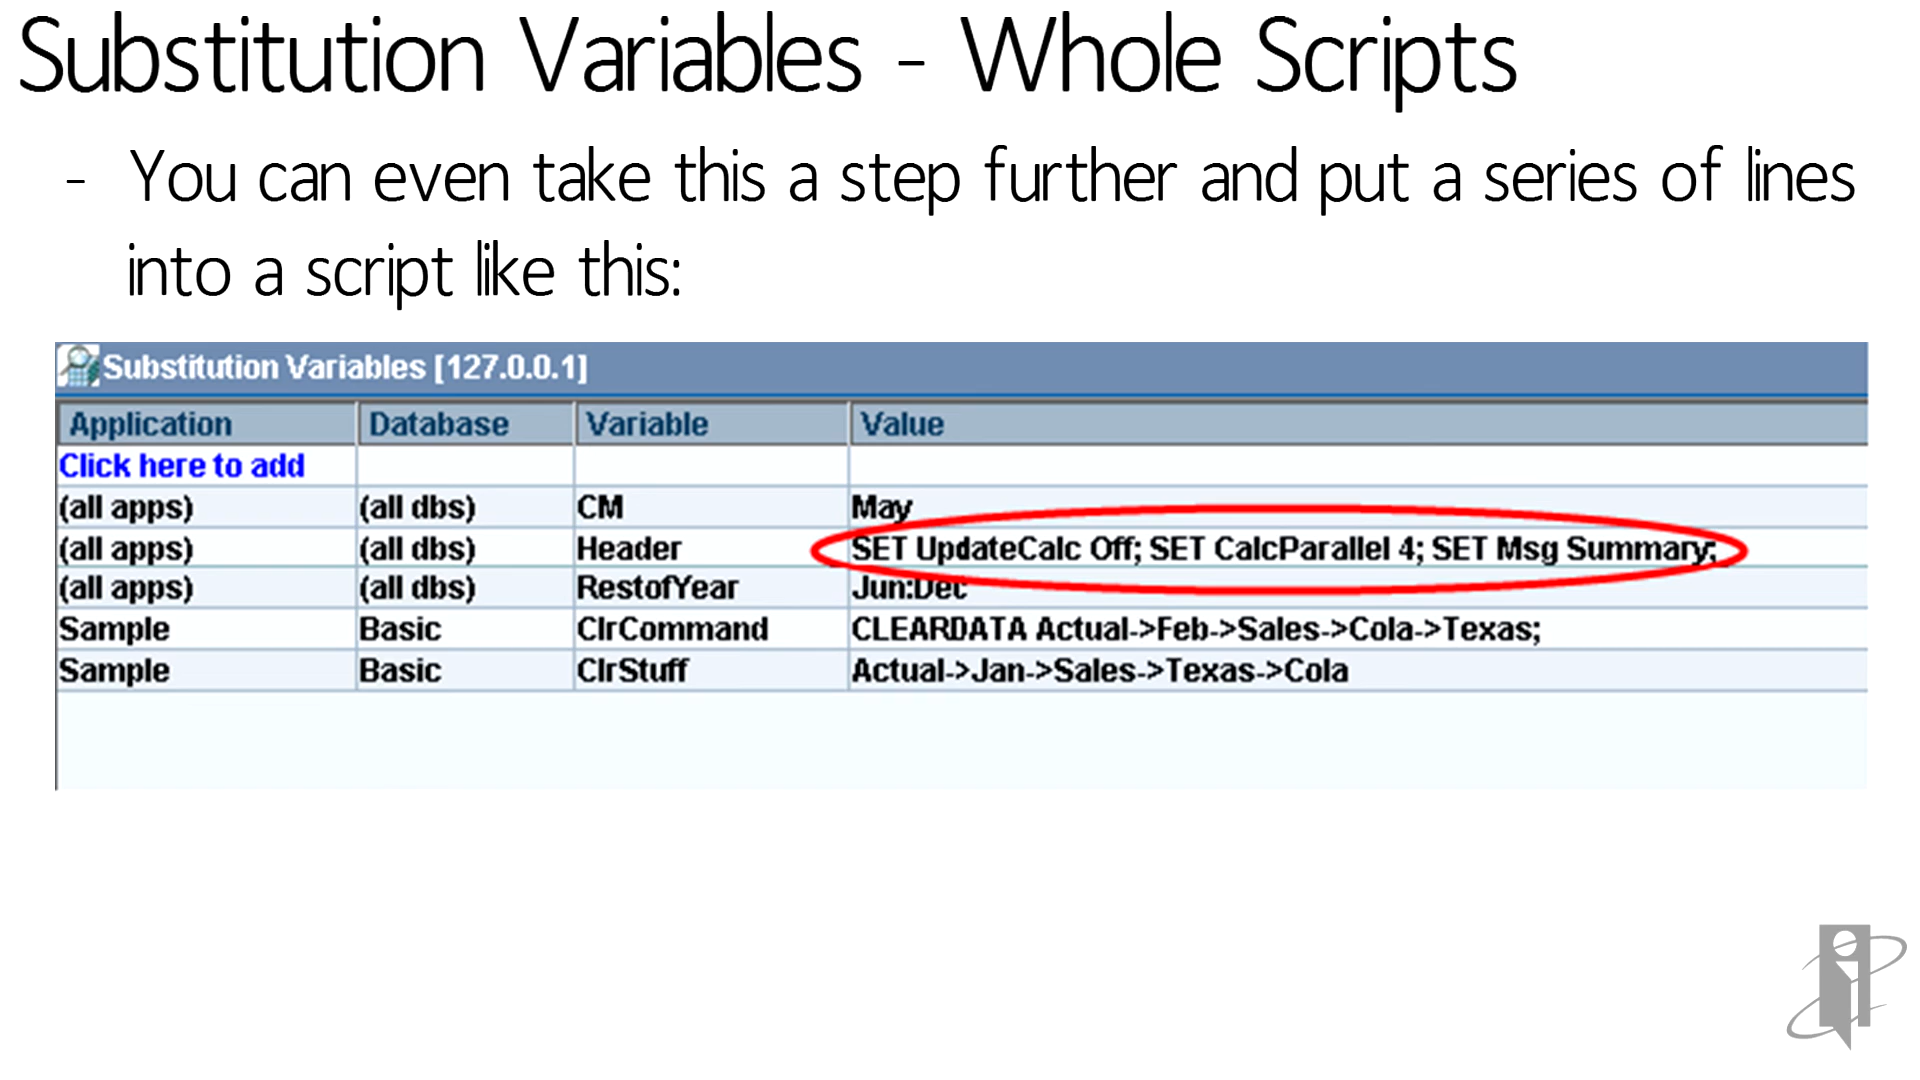 Substitution Variables - Whole Scripts
- You can even take this a step further and put a series of lines
into a script like this:
Substitution Variables [127.0.0.1]
Application Database Variable Value
Click here to add
(all apps) (all dbs) CM May
(all apps) (all dbs) Header SET UpdateCalc Off; SET CalcParallel 4; SET Msg Summary;
(all apps) (all dbs) RestofYear Jun:Dec
Sample Basic ClrCommand CLEARDATA Actual->Feb->Sales->Cola->Texas;
Sample Basic ClrStuff Actual->Jan->Sales->Texas->Cola